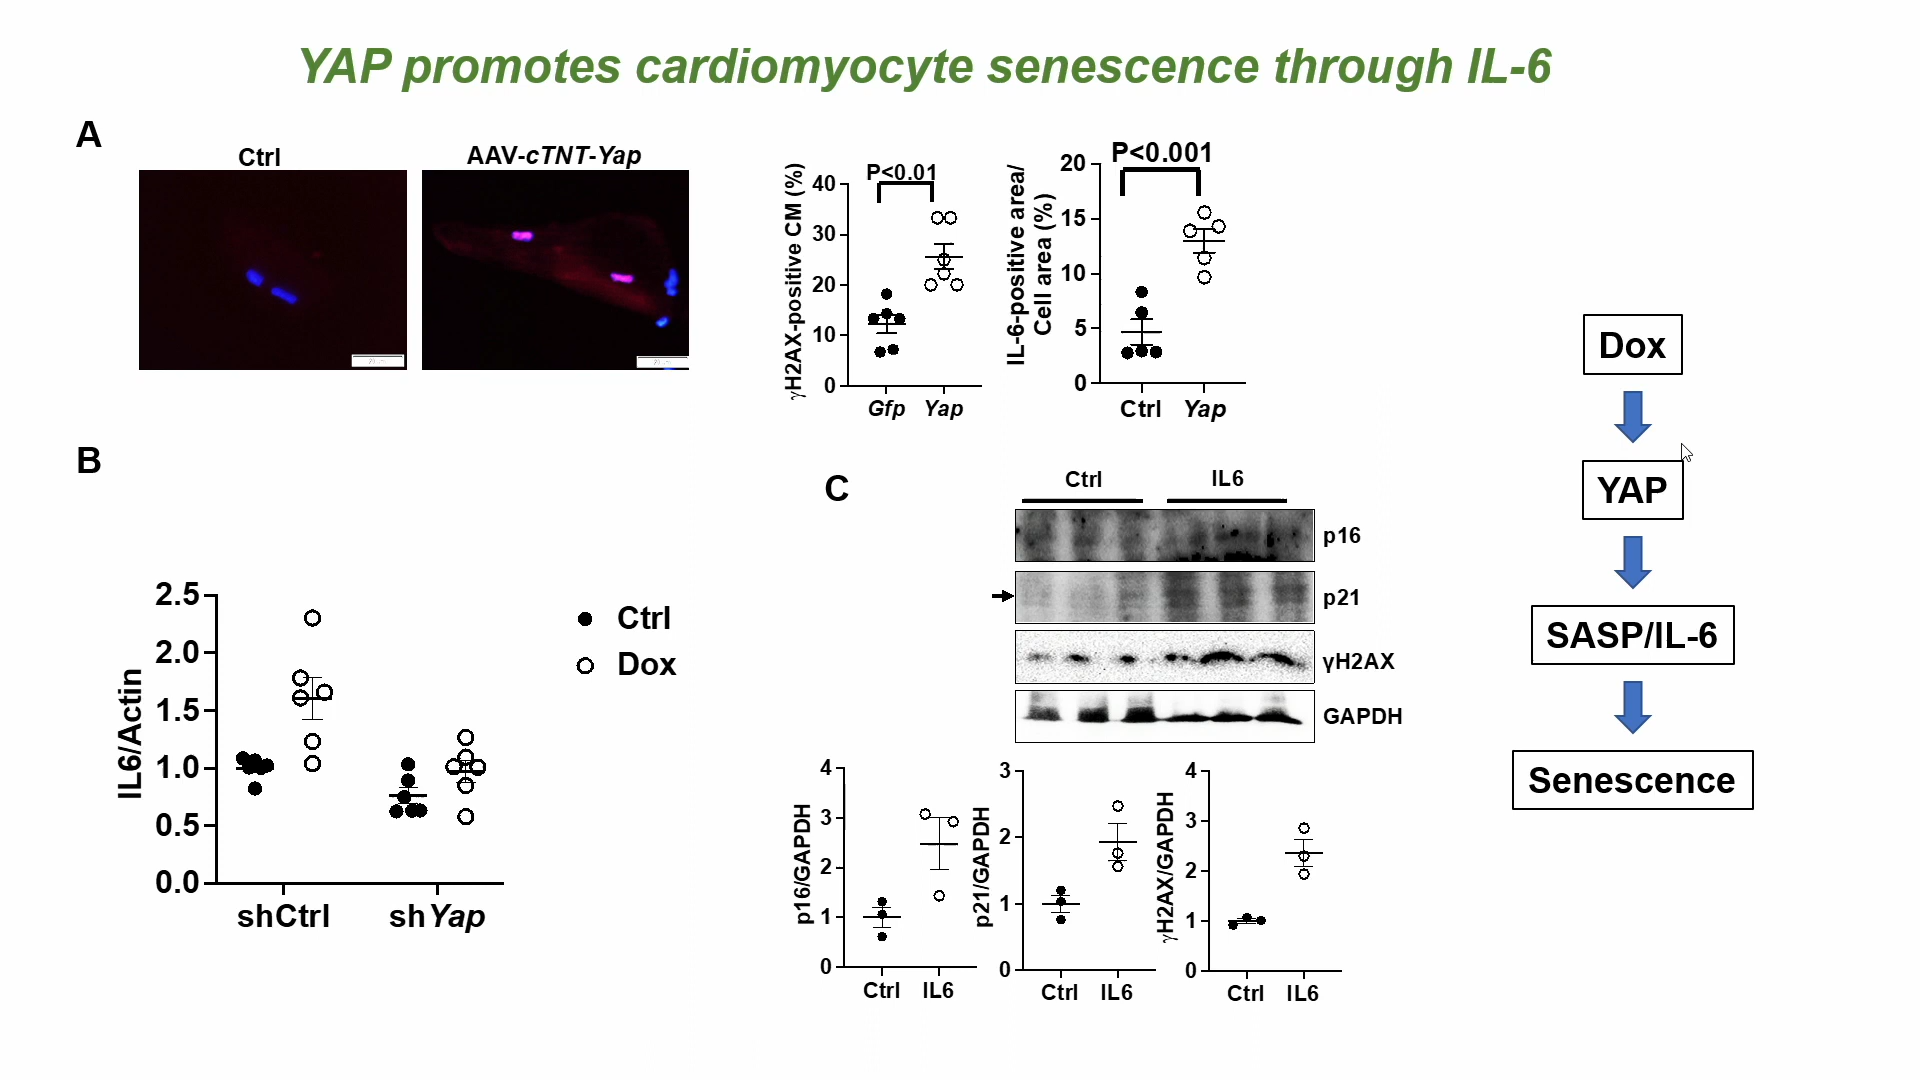 YAP promotes cardiomyocyte senescence through IL-6
A
Ctrl
AAV-cTNT-Yap
γH2AX-positive CM (%)
P<0.01
40
30
20
10
0
Gfp Yap
IL-6-positive area/
Cell area (%)
P<0.001
20
15
10
5
0
Ctrl Yap
B
IL6/Actin
2.5
2.0
1.5
1.0
0.5
0.0
shCtrl shYap
Ctrl
Dox
C
Ctrl IL6
p16
p21
γH2AX
GAPDH
p16/GAPDH
4
3
2
1
0
Ctrl IL6
p21/GAPDH
3
2
1
0
Ctrl IL6
γH2AX/GAPDH
4
3
2
1
0
Ctrl IL6
Dox
YAP
SASP/IL-6
Senescence